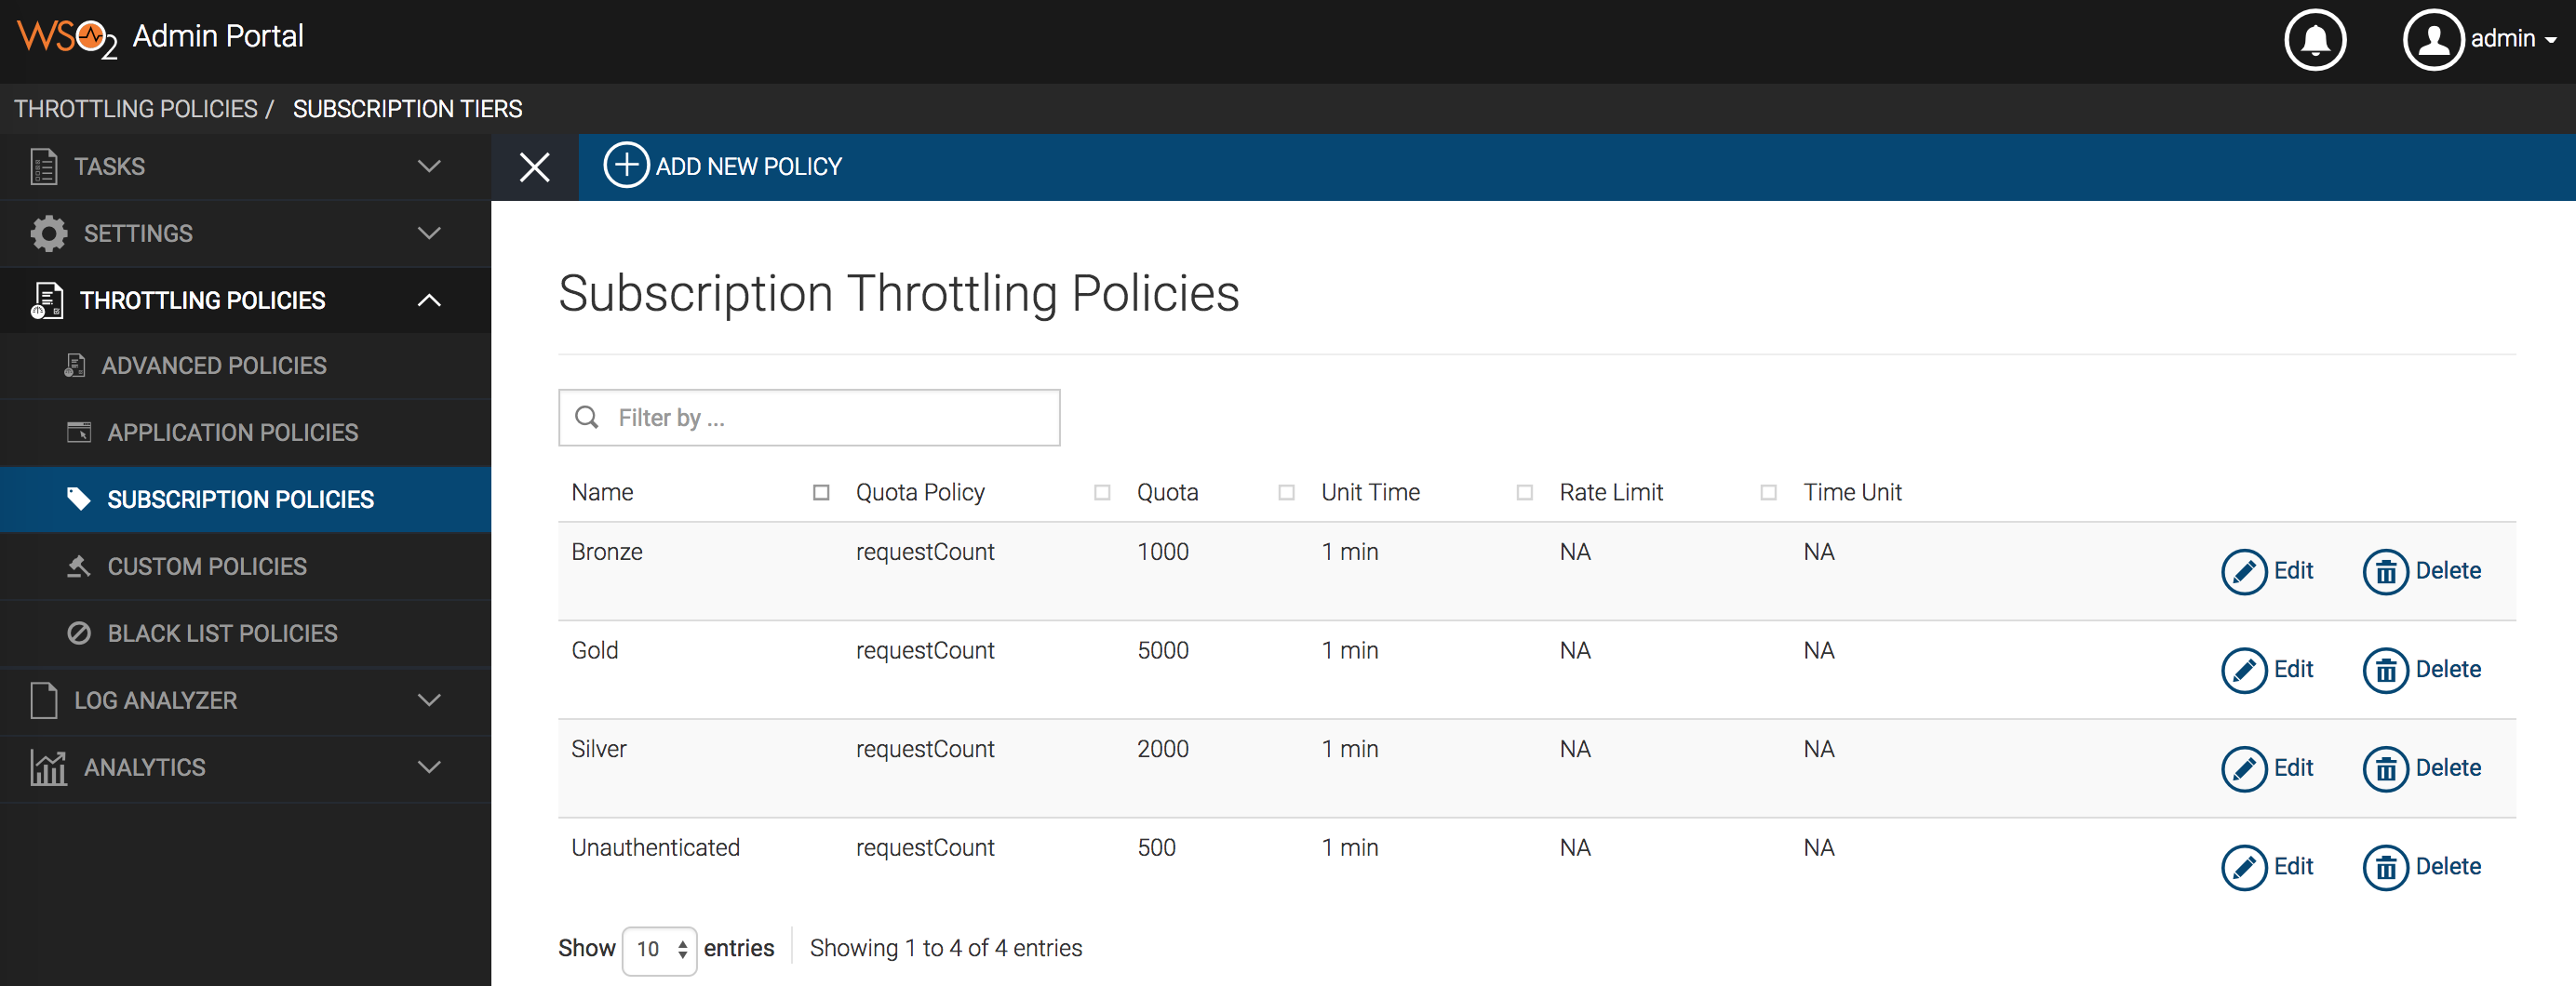 WSO2 Admin Portal
admin
THROTTLING POLICIES / SUBSCRIPTION TIERS
TASKS
SETTINGS
THROTTLING POLICIES
ADVANCED POLICIES
APPLICATION POLICIES
SUBSCRIPTION POLICIES
CUSTOM POLICIES
BLACK LIST POLICIES
LOG ANALYZER
ANALYTICS
ADD NEW POLICY
Subscription Throttling Policies
Filter by ...
Name Quota Policy Quota Unit Time Rate Limit Time Unit
Bronze requestCount 1000 1 min NA NA Edit Delete
Gold requestCount 5000 1 min NA NA Edit Delete
Silver requestCount 2000 1 min NA NA Edit Delete
Unauthenticated requestCount 500 1 min NA NA Edit Delete
Show 10 entries Showing 1 to 4 of 4 entries